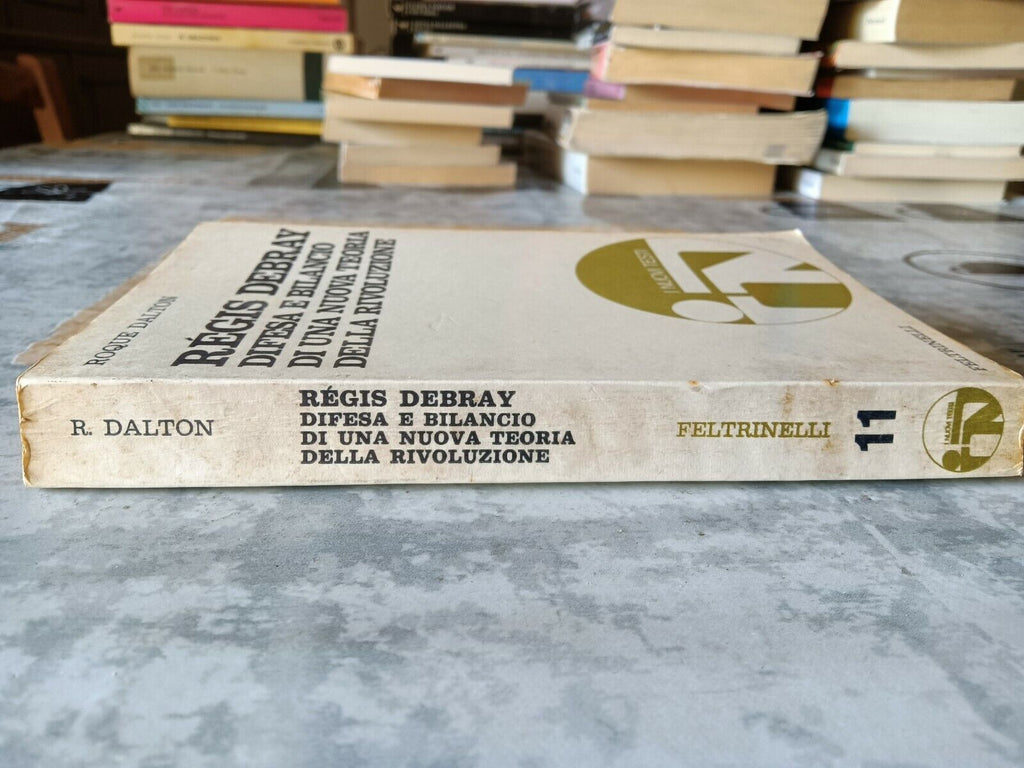 ROQUE DALTON
RÉGIS DEBRAY
DIFESA E BILANCIO
DI UNA NUOVA TEORIA
DELLA RIVOLUZIONE
I NUOVI TESTI
FELTRINELLI
R. DALTON
RÉGIS DEBRAY
DIFESA E BILANCIO
DI UNA NUOVA TEORIA
DELLA RIVOLUZIONE
FELTRINELLI
11
I NUOVI TESTI